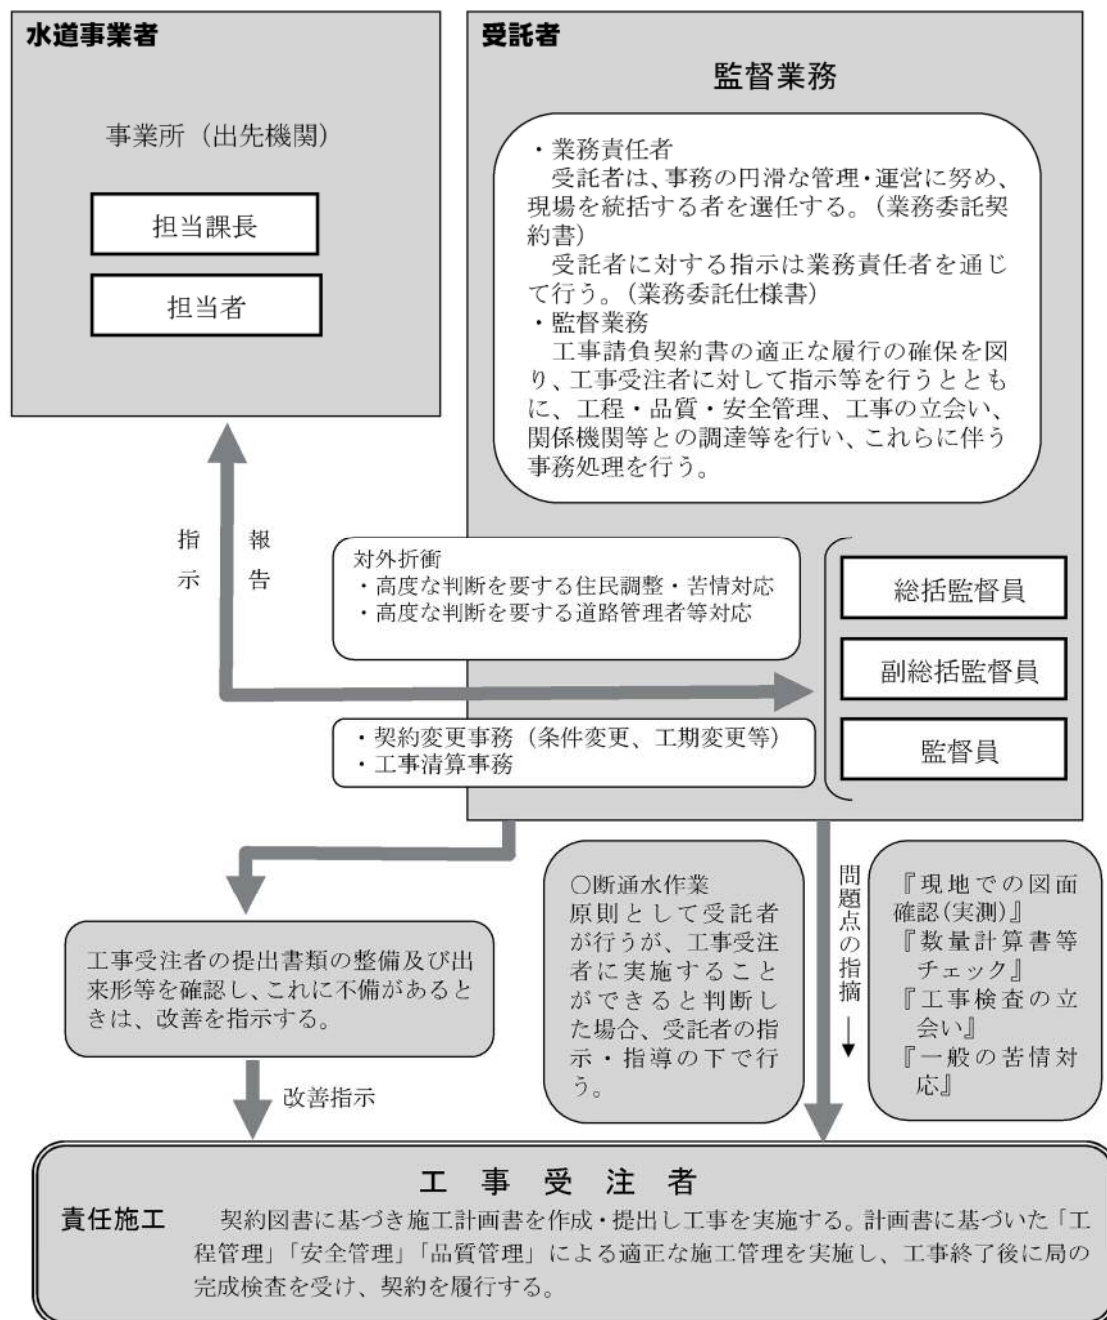 水道事業者
事業所（出先機関）
担当課長
担当者
受託者
監督業務
・業務責任者
受託者は、事務の円滑な管理・運営に努め、
現場を統括する者を選任する。（業務委託契
約書）
受託者に対する指示は業務責任者を通じ
て行う。（業務委託仕様書）
・監督業務
工事請負契約書の適正な履行の確保を図
り、工事受注者に対して指示等を行うととも
に、工程・品質・安全管理、工事の立会い、
関係機関等との調達等を行い、これらに伴う
事務処理を行う。
指示
報告
対外折衝
・高度な判断を要する住民調整・苦情対応
・高度な判断を要する道路管理者等対応
総括監督員
副総括監督員
監督員
・契約変更事務（条件変更、工期変更等）
・工事清算事務
工事受注者の提出書類の整備及び出
来形等を確認し、これに不備があるとき
は、改善を指示する。
改善指示
〇断通水作業
原則として受託者
が行うが、工事受注
者に実施すること
ができると判断し
た場合、受託者の指
示・指導の下で行
う。
問題点の指摘
『現地での図面
確認（実測）』
『数量計算書等
チェック』
『工事検査の立
会い』
『一般の苦情対
応』
工事受注者
責任施工　契約図書に基づき施工計画書を作成・提出し工事を実施する。計画書に基づいた「工
程管理」「安全管理」「品質管理」による適正な施工管理を実施し、工事終了後に局の
完成検査を受け、契約を履行する。